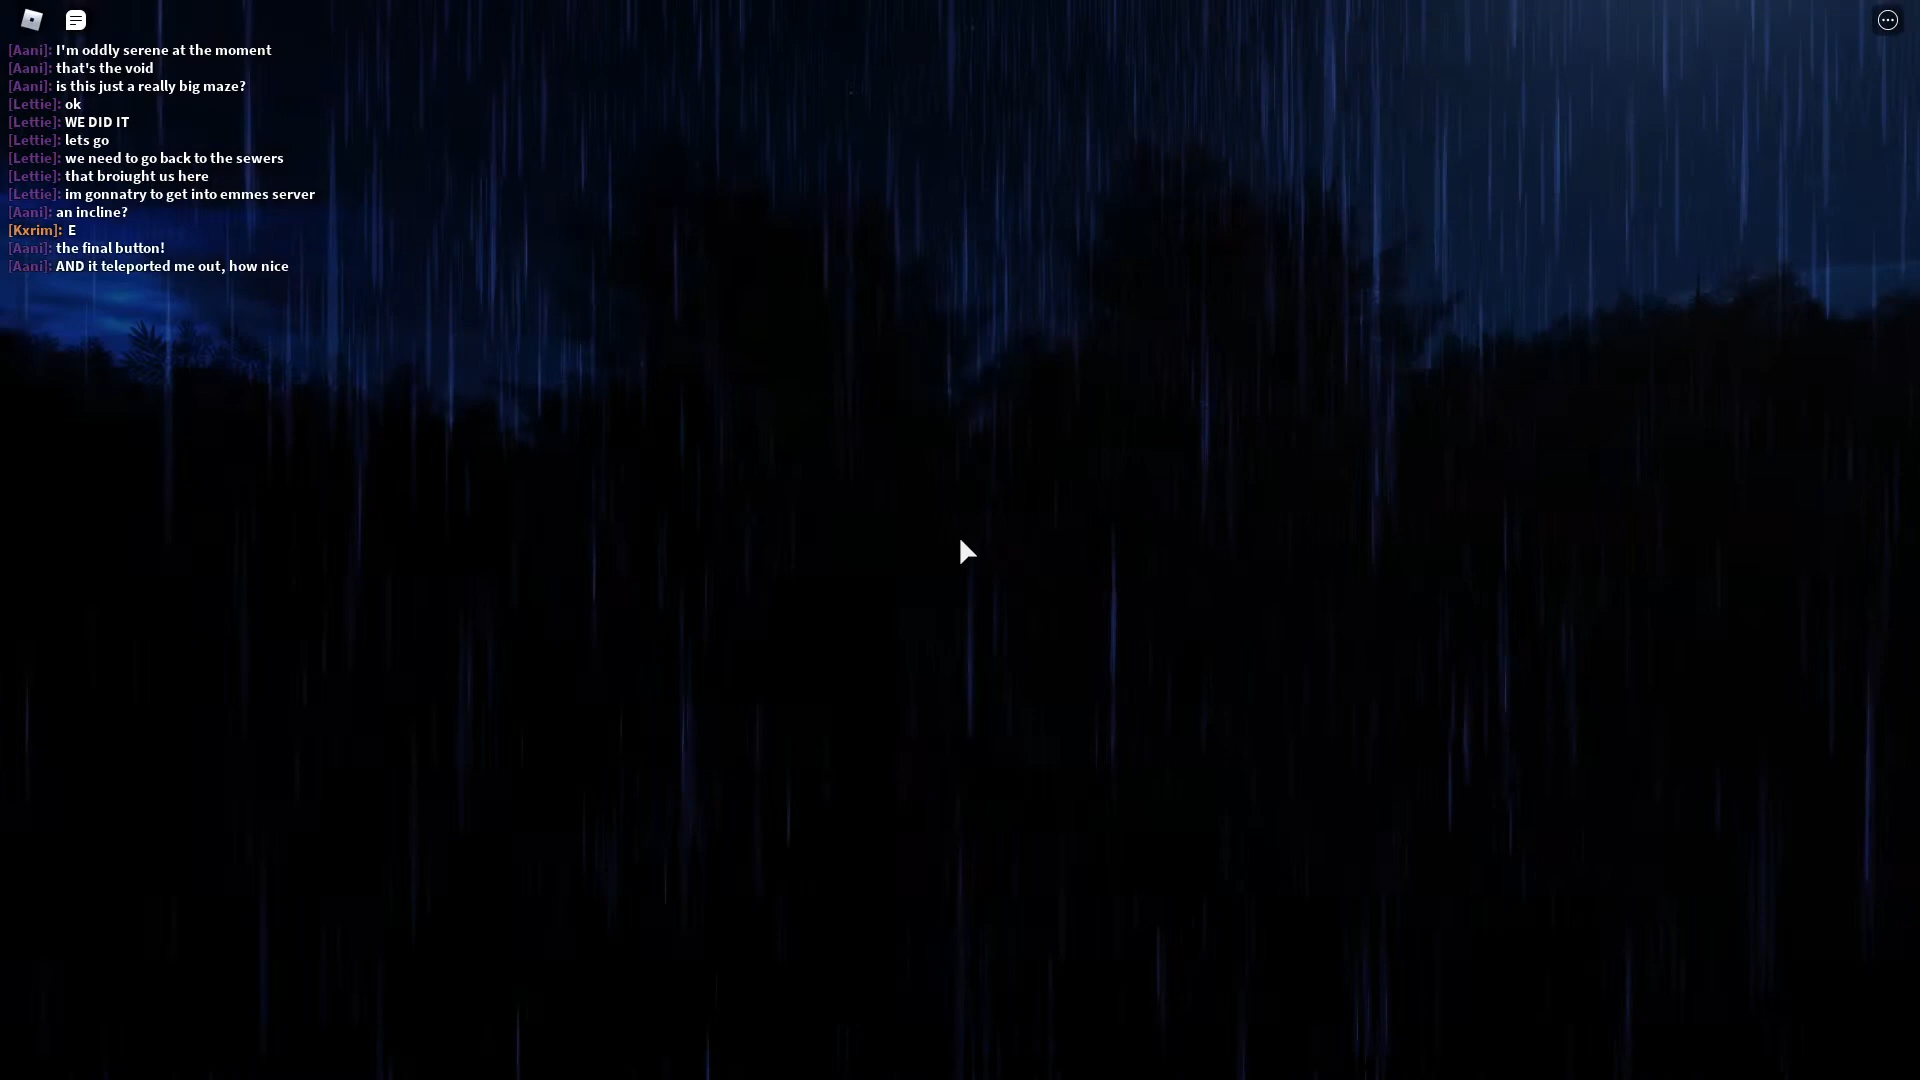 [Aani]: I'm oddly serene at the moment
[Aani]: that's the void
[Aani]: is this just a really big maze?
[Lettie]: ok
[Lettie]: WE DID IT
[Lettie]: lets go
[Lettie]: we need to go back to the sewers
[Lettie]: that broiught us here
[Lettie]: im gonnatry to get into emmes server
[Aani]: an incline?
[Kxrim]: E
[Aani]: the final button!
[Aani]: AND it teleported me out, how nice